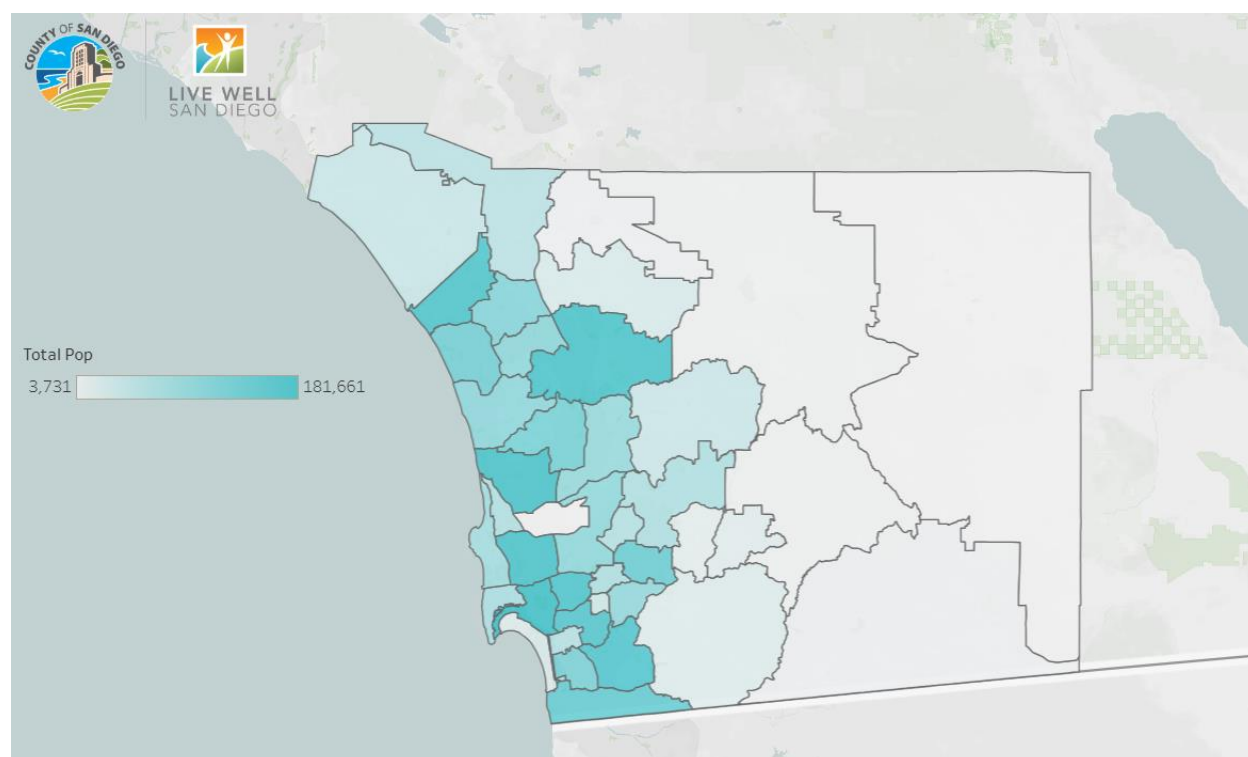 COUNTY OF SAN DIEGO
LIVE WELL
SAN DIEGO
Total Pop
3,731
181,661